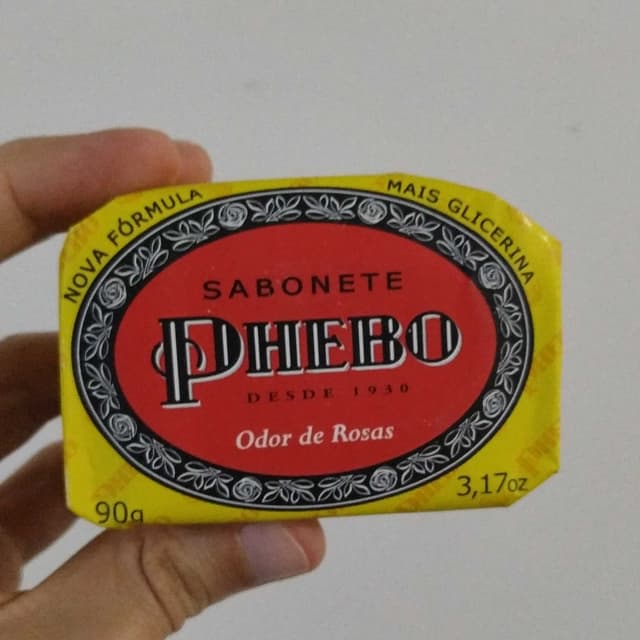 NOVA FÓRMULA
MAIS GLICERINA
SABONETE
PHEBO
DESDE 1930
Odor de Rosas
90g
3,17oz